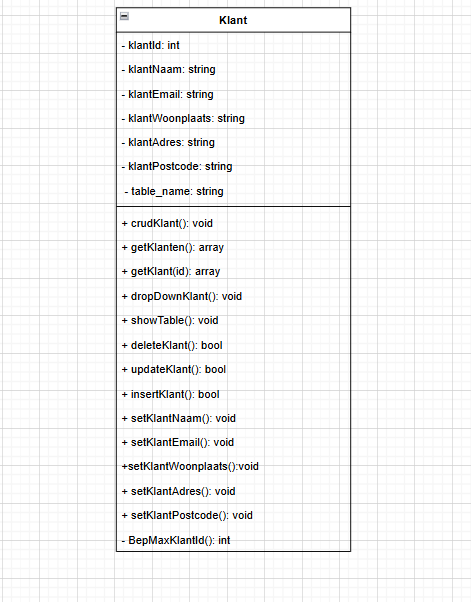 Klant
- klantId: int
- klantNaam: string
- klantEmail: string
- klantWoonplaats: string
- klantAdres: string
- klantPostcode: string
- table_name: string
+ crudKlant(): void
+ getKlanten(): array
+ getKlant(id): array
+ dropDownKlant(): void
+ showTable(): void
+ deleteKlant(): bool
+ updateKlant(): bool
+ insertKlant(): bool
+ setKlantNaam(): void
+ setKlantEmail(): void
+setKlantWoonplaats():void
+ setKlantAdres(): void
+ setKlantPostcode(): void
- BepMaxKlantId(): int